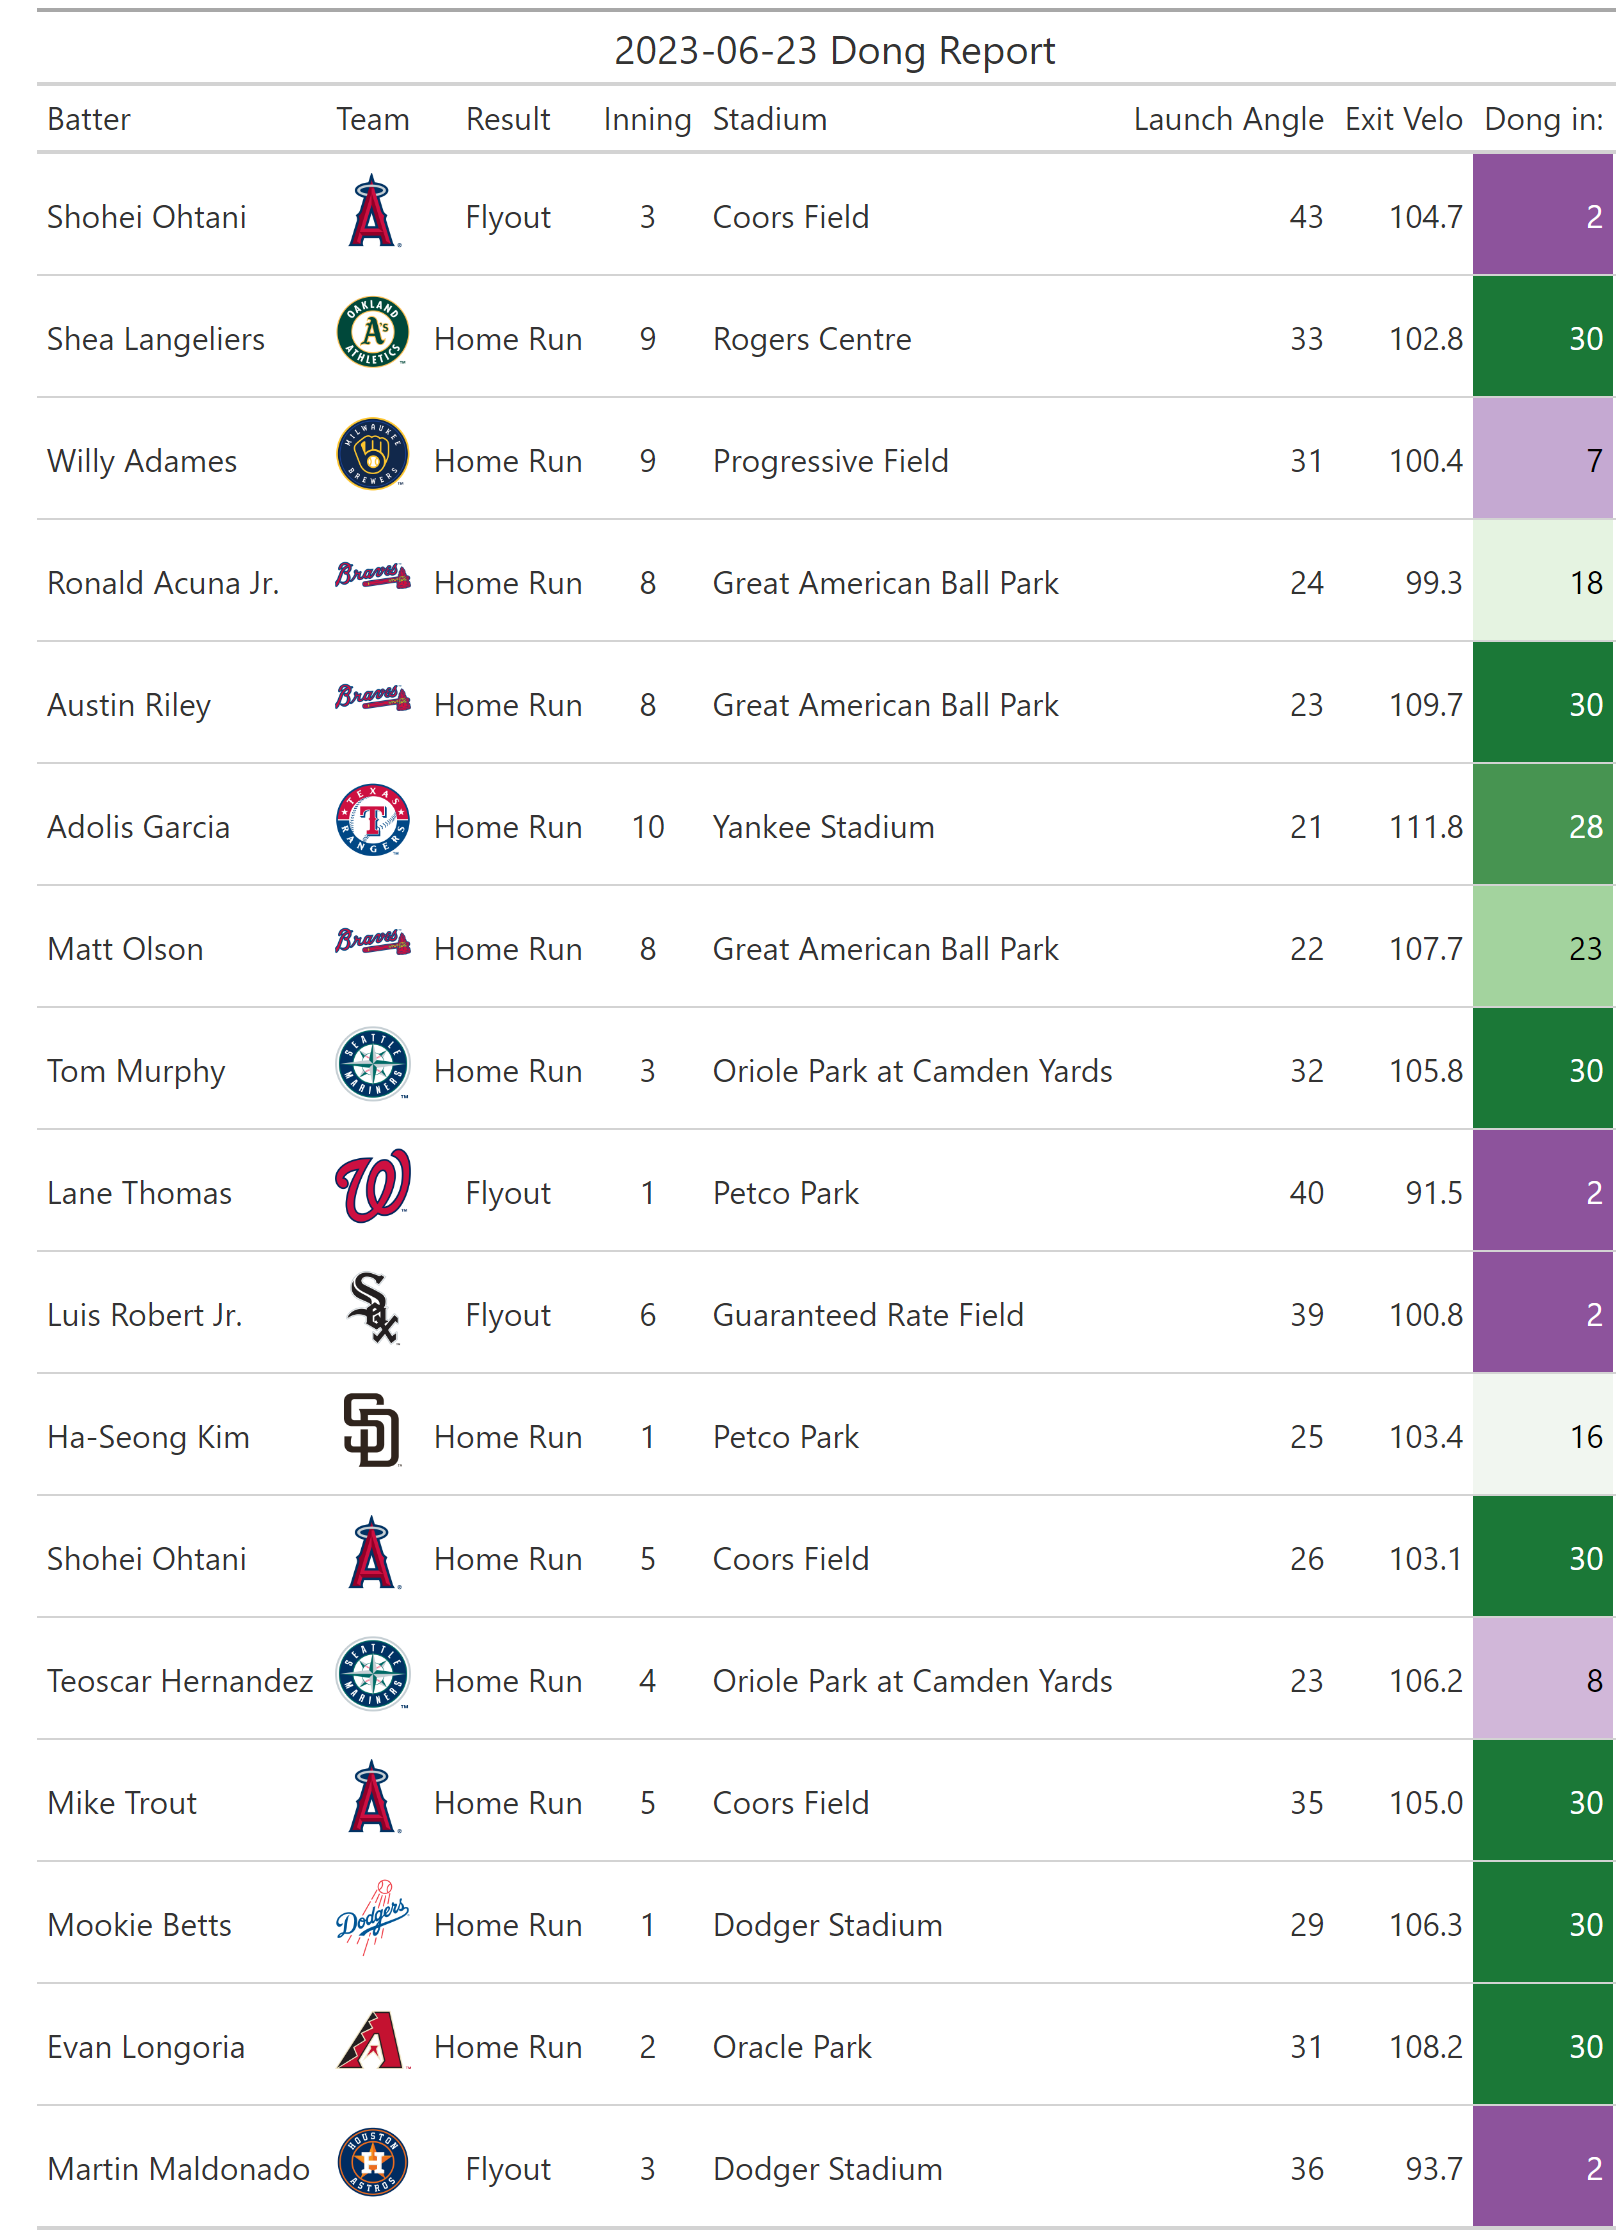 2023-06-23 Dong Report
Batter Team Result Inning Stadium Launch Angle Exit Velo Dong in:
Shohei Ohtani A Flyout 3 Coors Field 43 104.7 2
Shea Langeliers OAKLAND A's ATHLETICS Home Run 9 Rogers Centre 33 102.8 30
Willy Adames MILWAUKEE BREWERS Home Run 9 Progressive Field 31 100.4 7
Ronald Acuna Jr. Braves Home Run 8 Great American Ball Park 24 99.3 18
Austin Riley Braves Home Run 8 Great American Ball Park 23 109.7 30
Adolis Garcia TEXAS T RANGERS Home Run 10 Yankee Stadium 21 111.8 28
Matt Olson Braves Home Run 8 Great American Ball Park 22 107.7 23
Tom Murphy SEATTLE MARINERS Home Run 3 Oriole Park at Camden Yards 32 105.8 30
Lane Thomas W Flyout 1 Petco Park 40 91.5 2
Luis Robert Jr. Sox Flyout 6 Guaranteed Rate Field 39 100.8 2
Ha-Seong Kim SD Home Run 1 Petco Park 25 103.4 16
Shohei Ohtani A Home Run 5 Coors Field 26 103.1 30
Teoscar Hernandez SEATTLE MARINERS Home Run 4 Oriole Park at Camden Yards 23 106.2 8
Mike Trout A Home Run 5 Coors Field 35 105.0 30
Mookie Betts Dodgers Home Run 1 Dodger Stadium 29 106.3 30
Evan Longoria A Home Run 2 Oracle Park 31 108.2 30
Martin Maldonado HOUSTON H ASTROS Flyout 3 Dodger Stadium 36 93.7 2